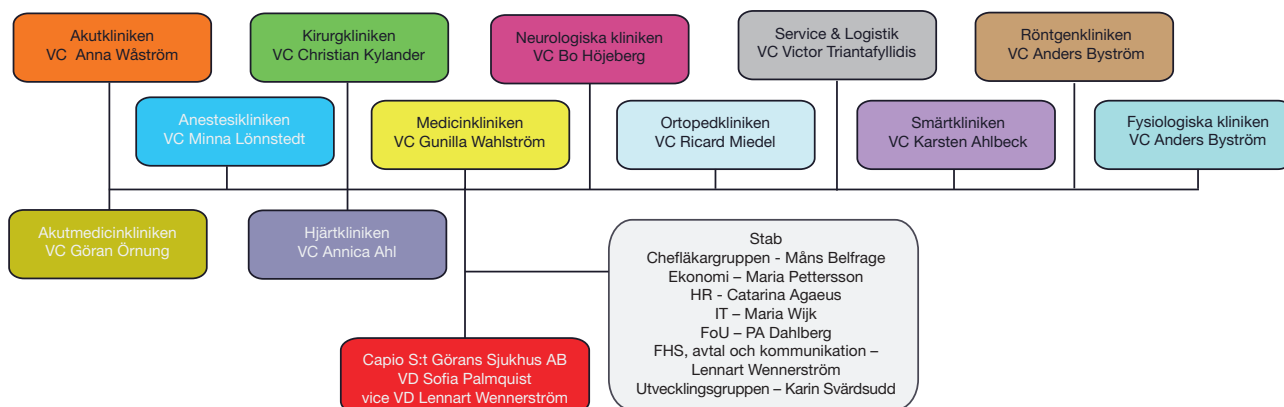 Akutkliniken
VC  Anna Wåström
Kirurgkliniken
VC Christian Kylander
Neurologiska kliniken
VC Bo Höjeberg
Service & Logistik
VC Victor Triantafyllidis
Röntgenkliniken
VC Anders Byström
Anestesikliniken
VC Minna Lönnstedt
Medicinkliniken
VC Gunilla Wahlström
Ortopedkliniken
VC Ricard Miedel
Smärtkliniken
VC Karsten Ahlbeck
Fysiologiska kliniken
VC Anders Byström
Akutmedicinkliniken
VC Göran Örnung
Hjärtkliniken
VC Annica Ahl
Stab
Chefläkargruppen - Måns Belfrage
Ekonomi – Maria Pettersson
HR - Catarina Agaeus
IT – Maria Wijk
FoU – PA Dahlberg
FHS, avtal och kommunikation –
Lennart Wennerström
Utvecklingsgruppen – Karin Svärdsudd
Capio S:t Görans Sjukhus AB
VD Sofia Palmquist
vice VD Lennart Wennerström